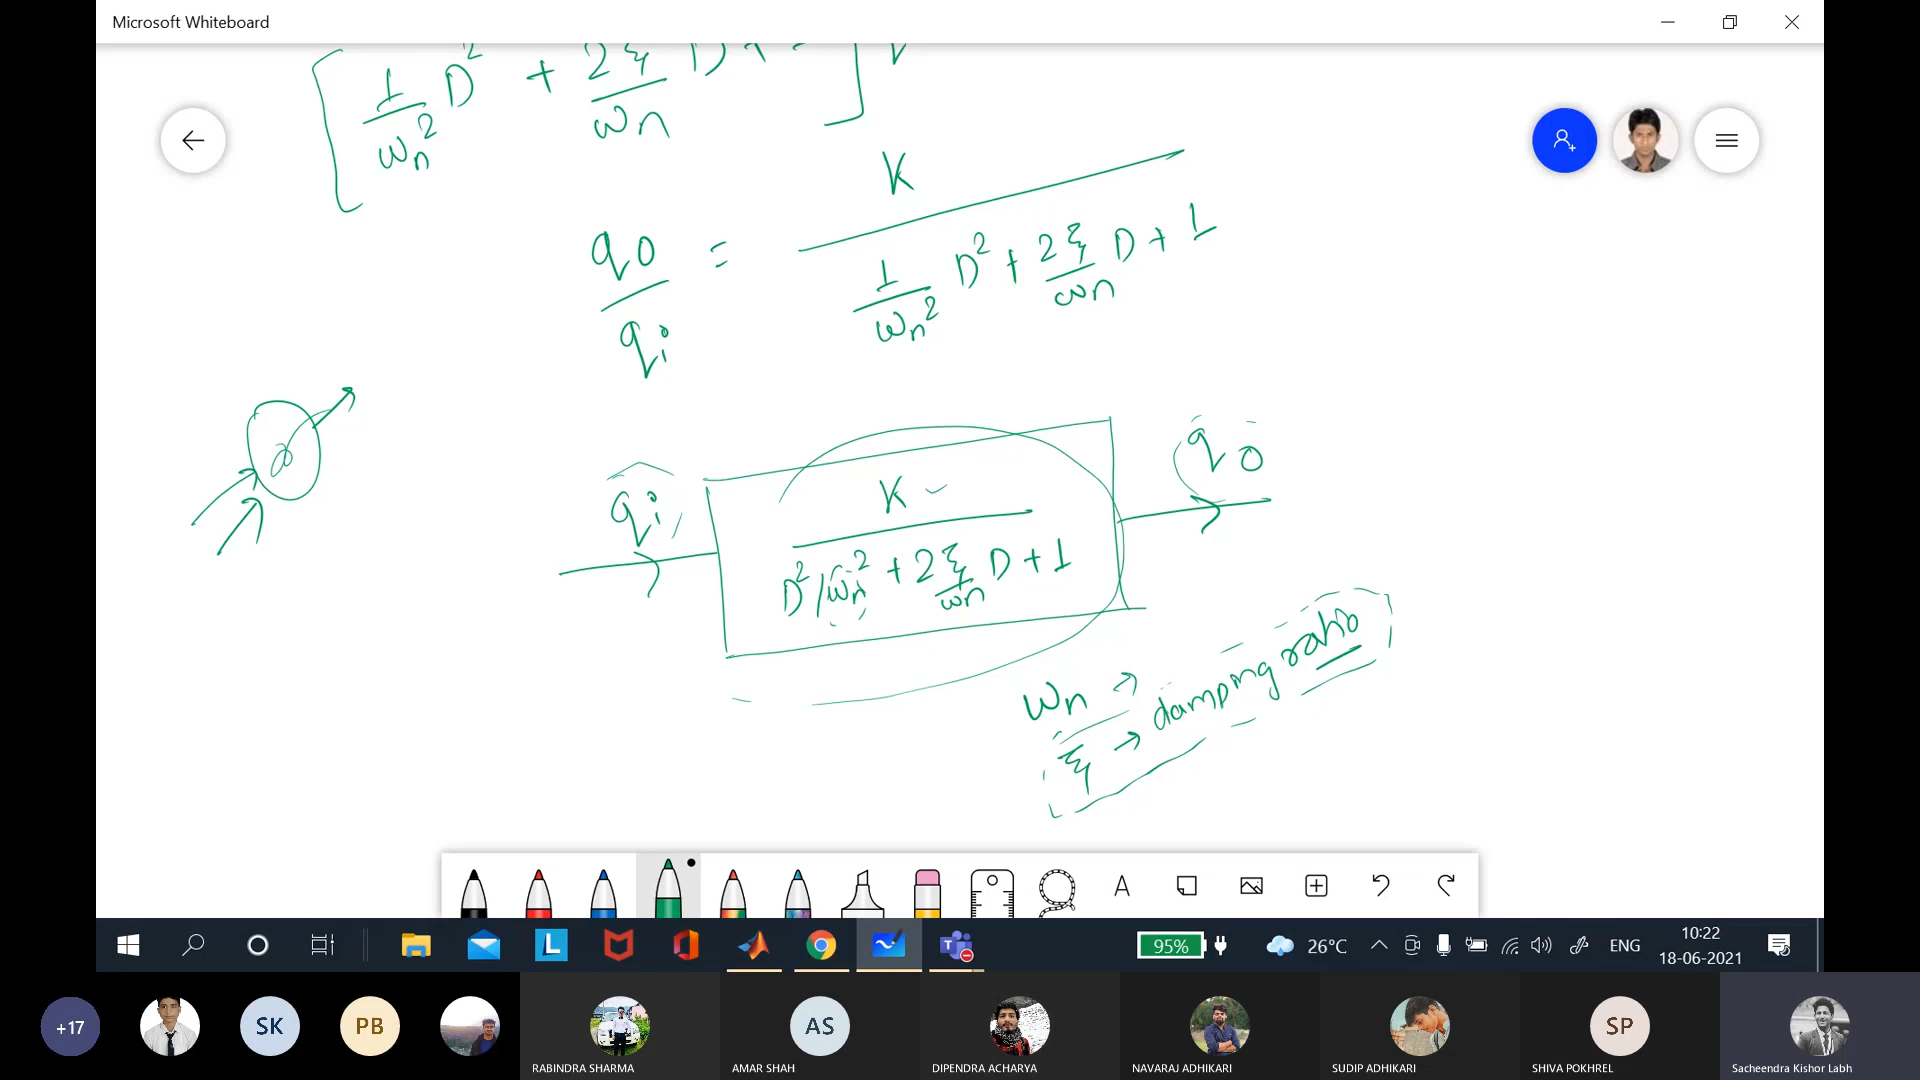 Microsoft Whiteboard
[ 1/ωn² D² + 2ξ/ωn D +
qo/qi = K / (1/ωn² D² + 2ξ/ωn D + 1)
qi
K / (D²/ωn² + 2ξ/ωn D + 1)
qo
ωn →
ξ → damping ratio
A
95%
26°C
ENG
10:22
18-06-2021
+17
SK
PB
RABINDRA SHARMA
AS
AMAR SHAH
DIPENDRA ACHARYA
NAVARAJ ADHIKARI
SUDIP ADHIKARI
SP
SHIVA POKHREL
Sacheendra Kishor Labh